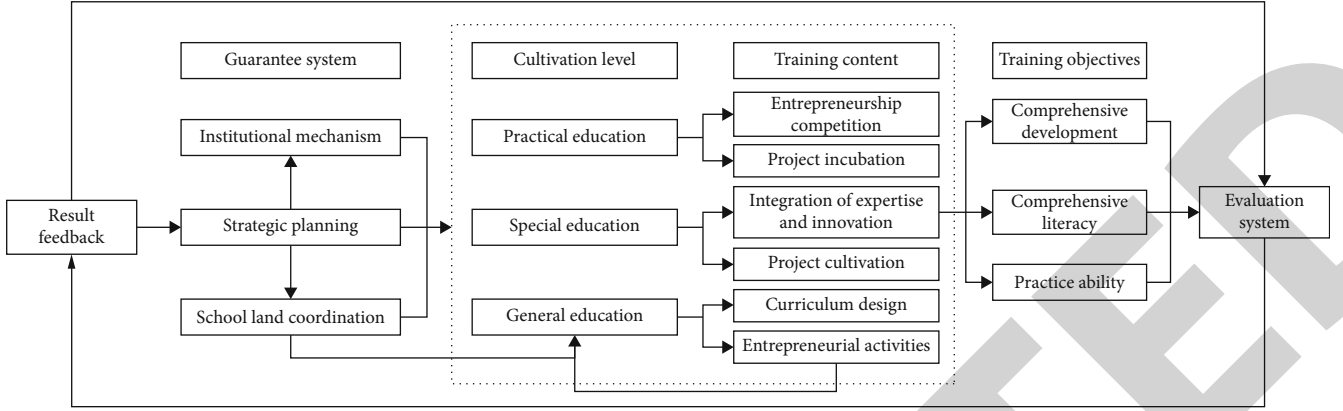 Guarantee system
Cultivation level
Training content
Training objectives
Institutional mechanism
Practical education
Entrepreneurship
competition
Project incubation
Comprehensive
development
Result
feedback
Strategic planning
Special education
Integration of expertise
and innovation
Project cultivation
Comprehensive
literacy
Evaluation
system
School land coordination
General education
Curriculum design
Entrepreneurial activities
Practice ability
TED